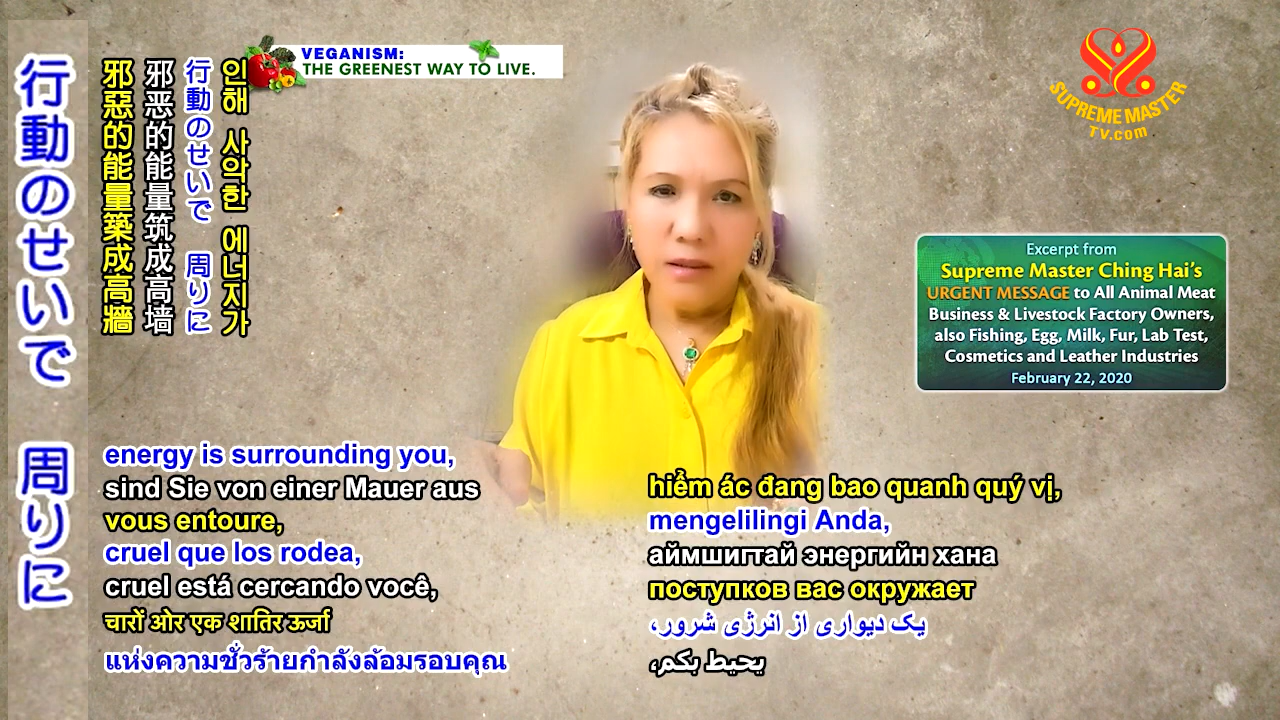 行動のせいで 周りに
邪惡的能量築成高牆
邪恶的能量筑成高墙
行動のせいで 周りに
인해 사악한 에너지가
VEGANISM:
THE GREENEST WAY TO LIVE.
SUPREME MASTER
TV.com
Excerpt from
Supreme Master Ching Hai's
URGENT MESSAGE to All Animal Meat
Business & Livestock Factory Owners,
also Fishing, Egg, Milk, Fur, Lab Test,
Cosmetics and Leather Industries
February 22, 2020
energy is surrounding you,
sind Sie von einer Mauer aus
vous entoure,
cruel que los rodea,
cruel está cercando você,
चारों ओर एक शातिर ऊर्जा
แห่งความชั่วร้ายกำลังล้อมรอบคุณ
hiểm ác đang bao quanh quý vị,
mengelilingi Anda,
аймшигтай энергийн хана
поступков вас окружает
یک دیواری از انرژی شرور،
يحيط بكم،